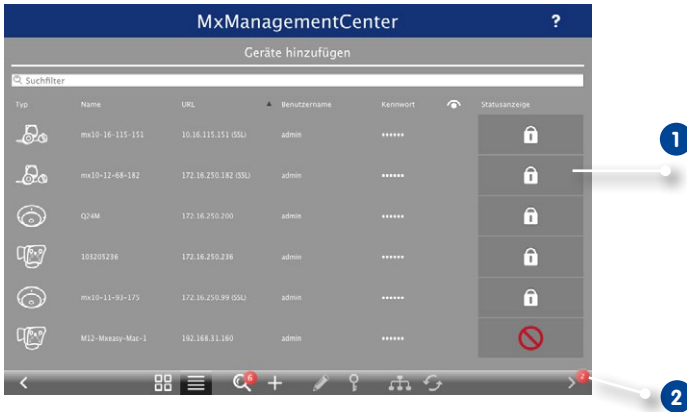 MxManagementCenter ?
Geräte hinzufügen
Suchfilter
Typ Name URL Benutzername Kennwort Statusanzeige
mx10-16-115-151 10.16.115.151 (SSL) admin ••••••
mx10-12-68-182 172.16.250.182 (SSL) admin ••••••
Q24M 172.16.250.200 admin ••••••
103205236 172.16.250.236 admin ••••••
mx10-11-93-175 172.16.250.99 (SSL) admin ••••••
M12-Mxeasy-Mac-1 192.168.31.160 admin ••••••
6 2
1
2